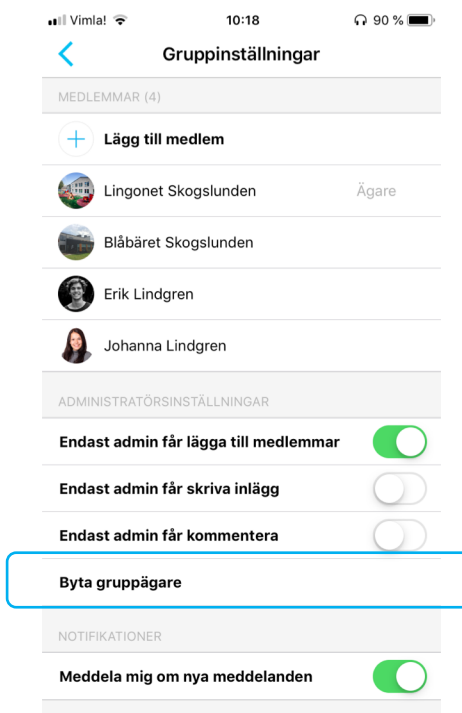 Vimla!
10:18
90 %
Gruppinställningar
MEDLEMMAR (4)
Lägg till medlem
Lingonet Skogslunden Ägare
Blåbäret Skogslunden
Erik Lindgren
Johanna Lindgren
ADMINISTRATÖRSINSTÄLLNINGAR
Endast admin får lägga till medlemmar
Endast admin får skriva inlägg
Endast admin får kommentera
Byta gruppägare
NOTIFIKATIONER
Meddela mig om nya meddelanden